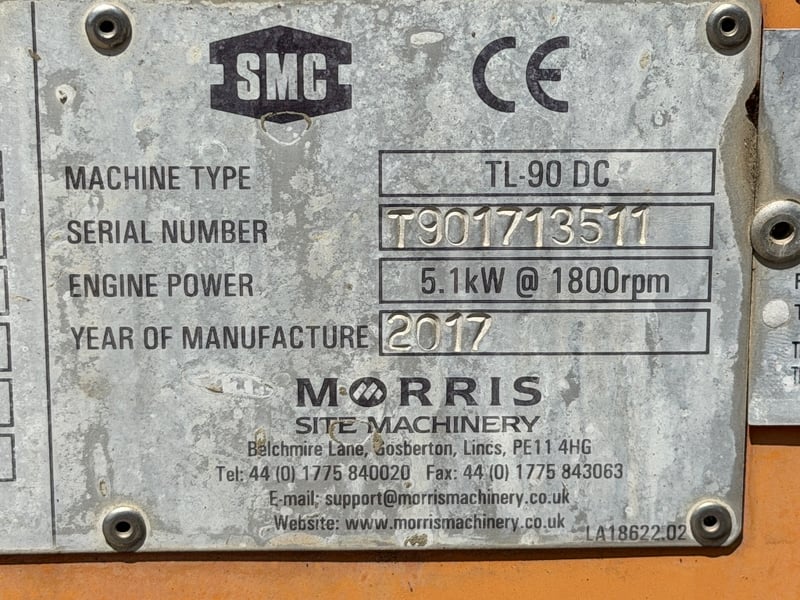 SMC CE
MACHINE TYPE TL-90 DC
SERIAL NUMBER T901713511
ENGINE POWER 5.1kW @ 1800rpm
YEAR OF MANUFACTURE 2017
MORRIS
SITE MACHINERY
Belchmire Lane, Gosberton, Lincs, PE11 4HG
Tel: 44 (0) 1775 840020 Fax: 44 (0) 1775 843063
E-mail: support@morrismachinery.co.uk
Website: www.morrismachinery.co.uk
LA18622.02